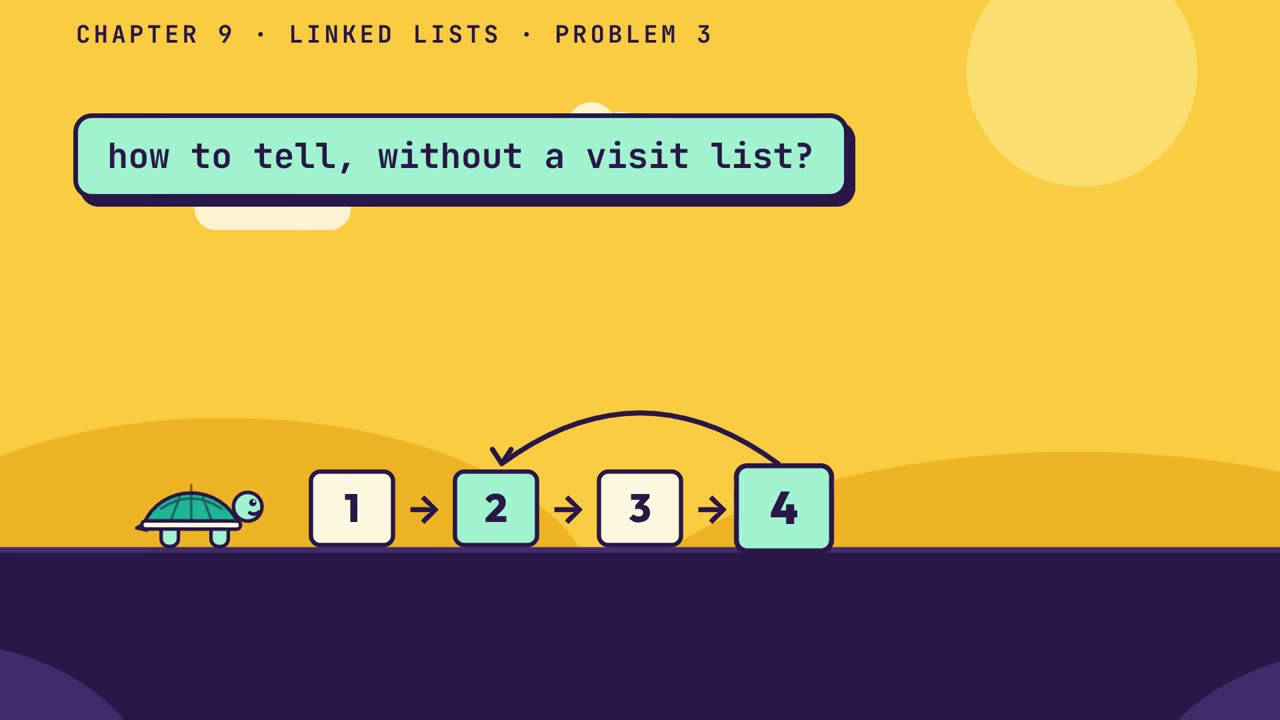 CHAPTER 9 · LINKED LISTS · PROBLEM 3
how to tell, without a visit list?
1 → 2 → 3 → 4